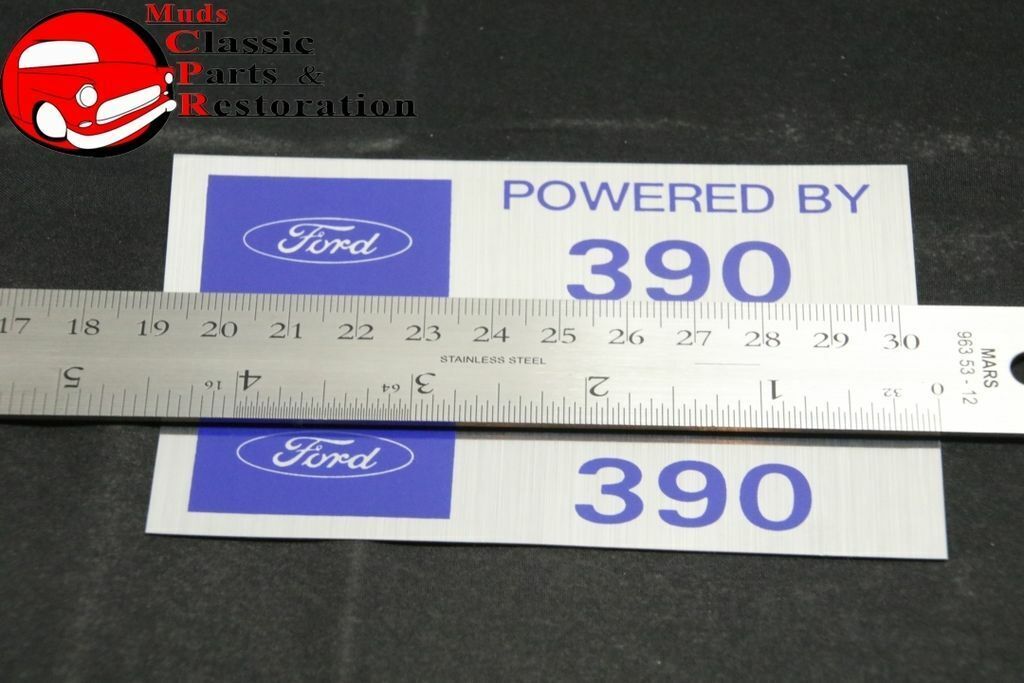 Muds
Classic
Parts &
Restoration
POWERED BY
Ford
390
17 18 19 20 21 22 23 24 25 26 27 28 29 30
STAINLESS STEEL
MARS
963 53 - 12
5 16 4 64 3 2 1 32 0
Ford
390